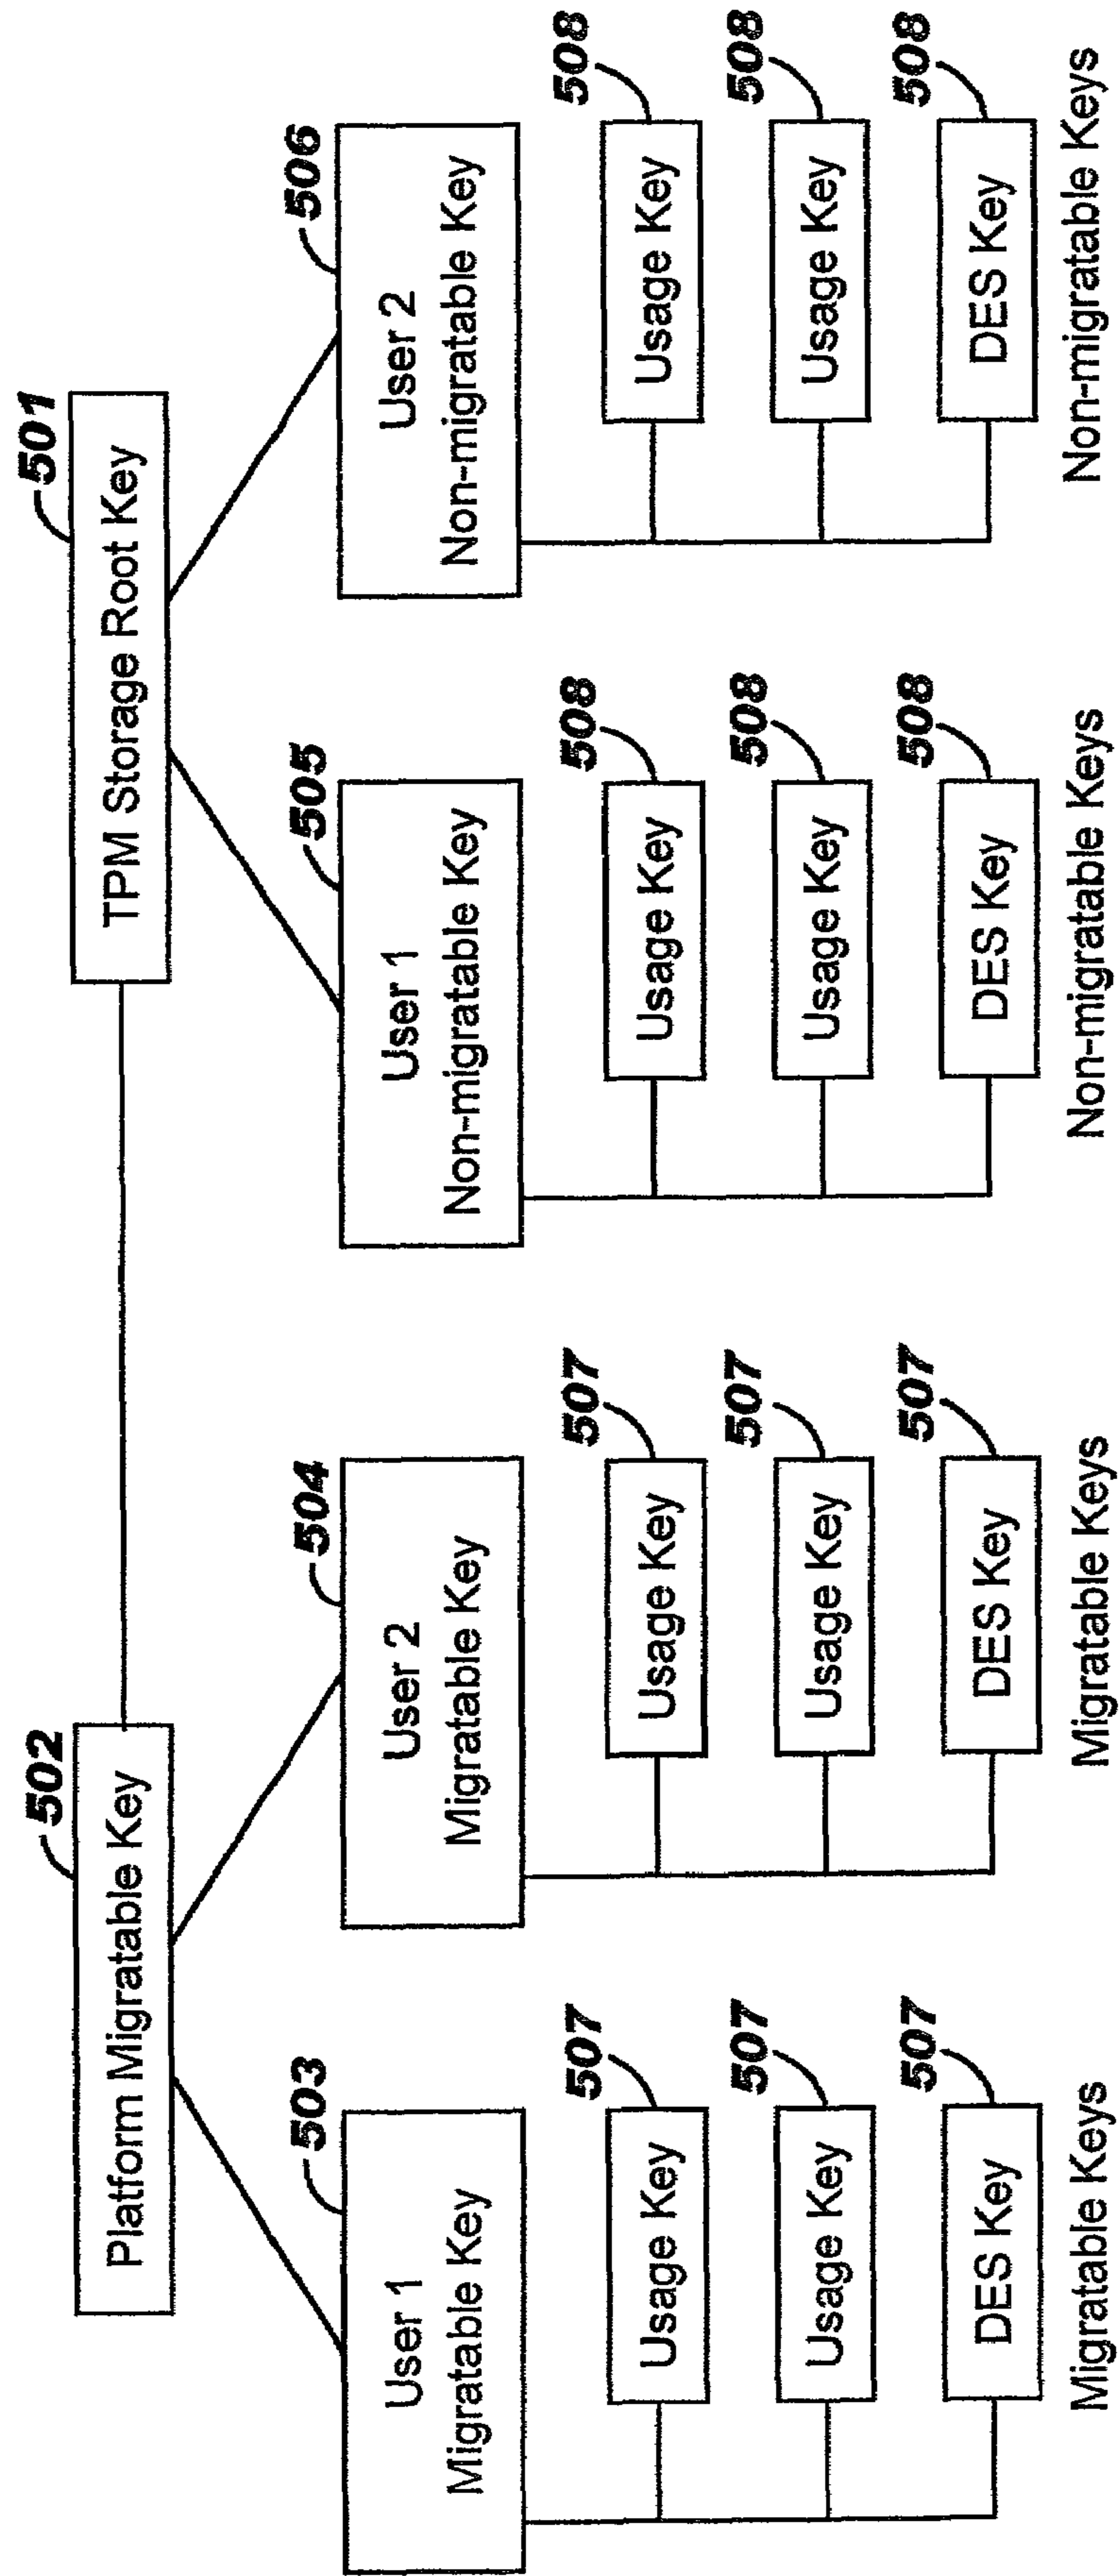 502
501
Platform Migratable Key
TPM Storage Root Key
503
504
505
506
User 1
Migratable Key
User 2
Migratable Key
User 1
Non-migratable Key
User 2
Non-migratable Key
507
507
508
508
Usage Key
Usage Key
Usage Key
Usage Key
507
507
508
508
Usage Key
Usage Key
Usage Key
Usage Key
507
507
508
508
DES Key
DES Key
DES Key
DES Key
Migratable Keys
Migratable Keys
Non-migratable Keys
Non-migratable Keys